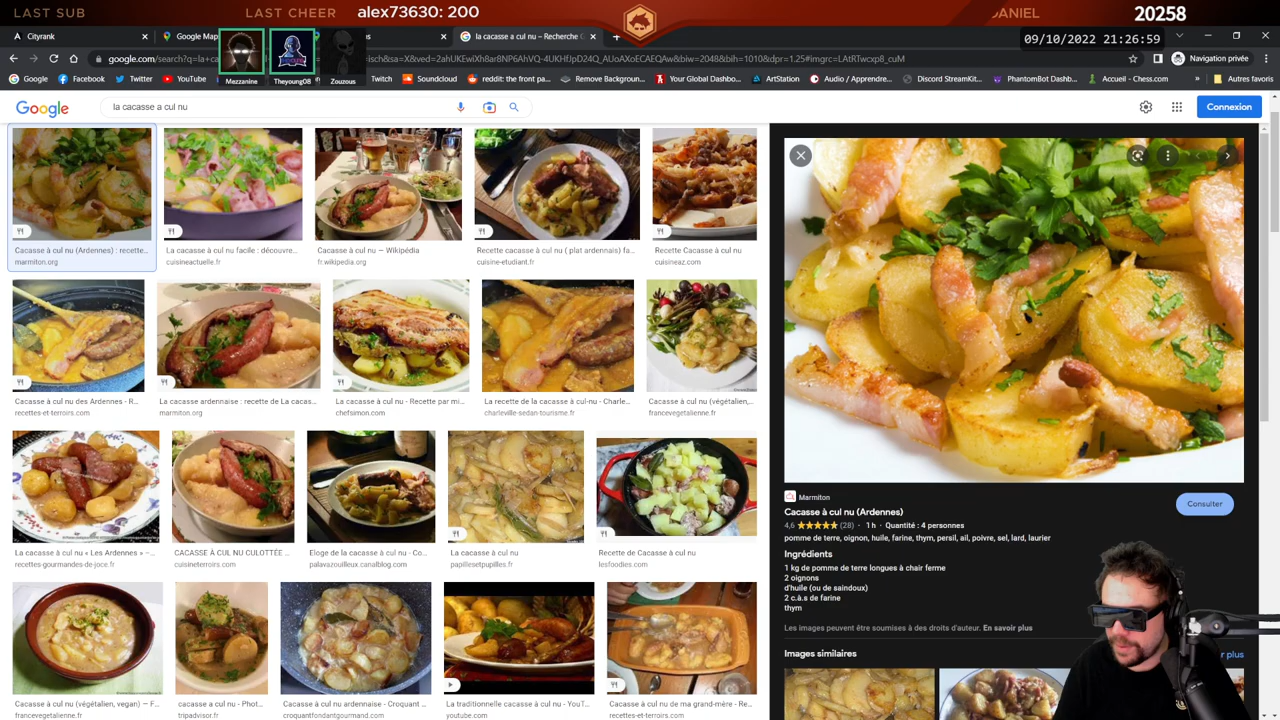 LAST SUB
LAST CHEER
alex73630: 200
DANIEL
20258
09/10/2022 21:26:59
Cityrank
Google Map
la cacasse a cul nu – Recherche G
Mezzanine
Theyoung08
Zouzous
Navigation privée
Google
Facebook
Twitter
YouTube
Twitch
Soundcloud
reddit: the front pa...
Remove Background...
Your Global Dashbo...
ArtStation
Audio / Apprendre...
Discord StreamKit...
PhantomBot Dashb...
Accueil - Chess.com
Autres favoris
Google
la cacasse a cul nu
Connexion
Cacasse à cul nu (Ardennes) : recette...
marmiton.org
La cacasse à cul nu facile : découvre...
cuisineactuelle.fr
Cacasse à cul nu — Wikipédia
fr.wikipedia.org
Recette cacasse à cul nu ( plat ardennais) fa...
cuisine-etudiant.fr
Recette Cacasse à cul nu
cuisineaz.com
Cacasse à cul nu des Ardennes - R...
recettes-et-terroirs.com
La cacasse ardennaise : recette de La cacas...
marmiton.org
La cacasse à cul nu - Recette par mi...
chefsimon.com
La recette de la cacasse à cul-nu - Charle...
charleville-sedan-tourisme.fr
Cacasse à cul nu (végétalien,...
francevegetalienne.fr
La cacasse à cul nu « Les Ardennes » –...
recettes-gourmandes-de-joce.fr
CACASSE À CUL NU CULOTTÉE ...
cuisineterroirs.com
Eloge de la cacasse à cul nu - Co...
palavazouilleux.canalblog.com
La cacasse à cul nu
papillesetpupilles.fr
Recette de Cacasse à cul nu
lesfoodies.com
Cacasse à cul nu (végétalien, vegan) — F...
francevegetalienne.fr
cacasse à cul nu - Phot...
tripadvisor.fr
Cacasse à cul nu ardennaise - Croquant ...
croquantfondantgourmand.com
La traditionnelle cacasse à cul nu - YouT...
youtube.com
Cacasse à cul nu de ma grand-mère - Re...
recettes-et-terroirs.com
Marmiton
Consulter
Cacasse à cul nu (Ardennes)
4,6 ★★★★★ (28) · 1 h · Quantité : 4 personnes
pomme de terre, oignon, huile, farine, thym, persil, ail, poivre, sel, lard, laurier
Ingrédients
1 kg de pomme de terre longues à chair ferme
2 oignons
d'huile (ou de saindoux)
2 c.à.s de farine
thym
Les images peuvent être soumises à des droits d'auteur. En savoir plus
Images similaires
r plus